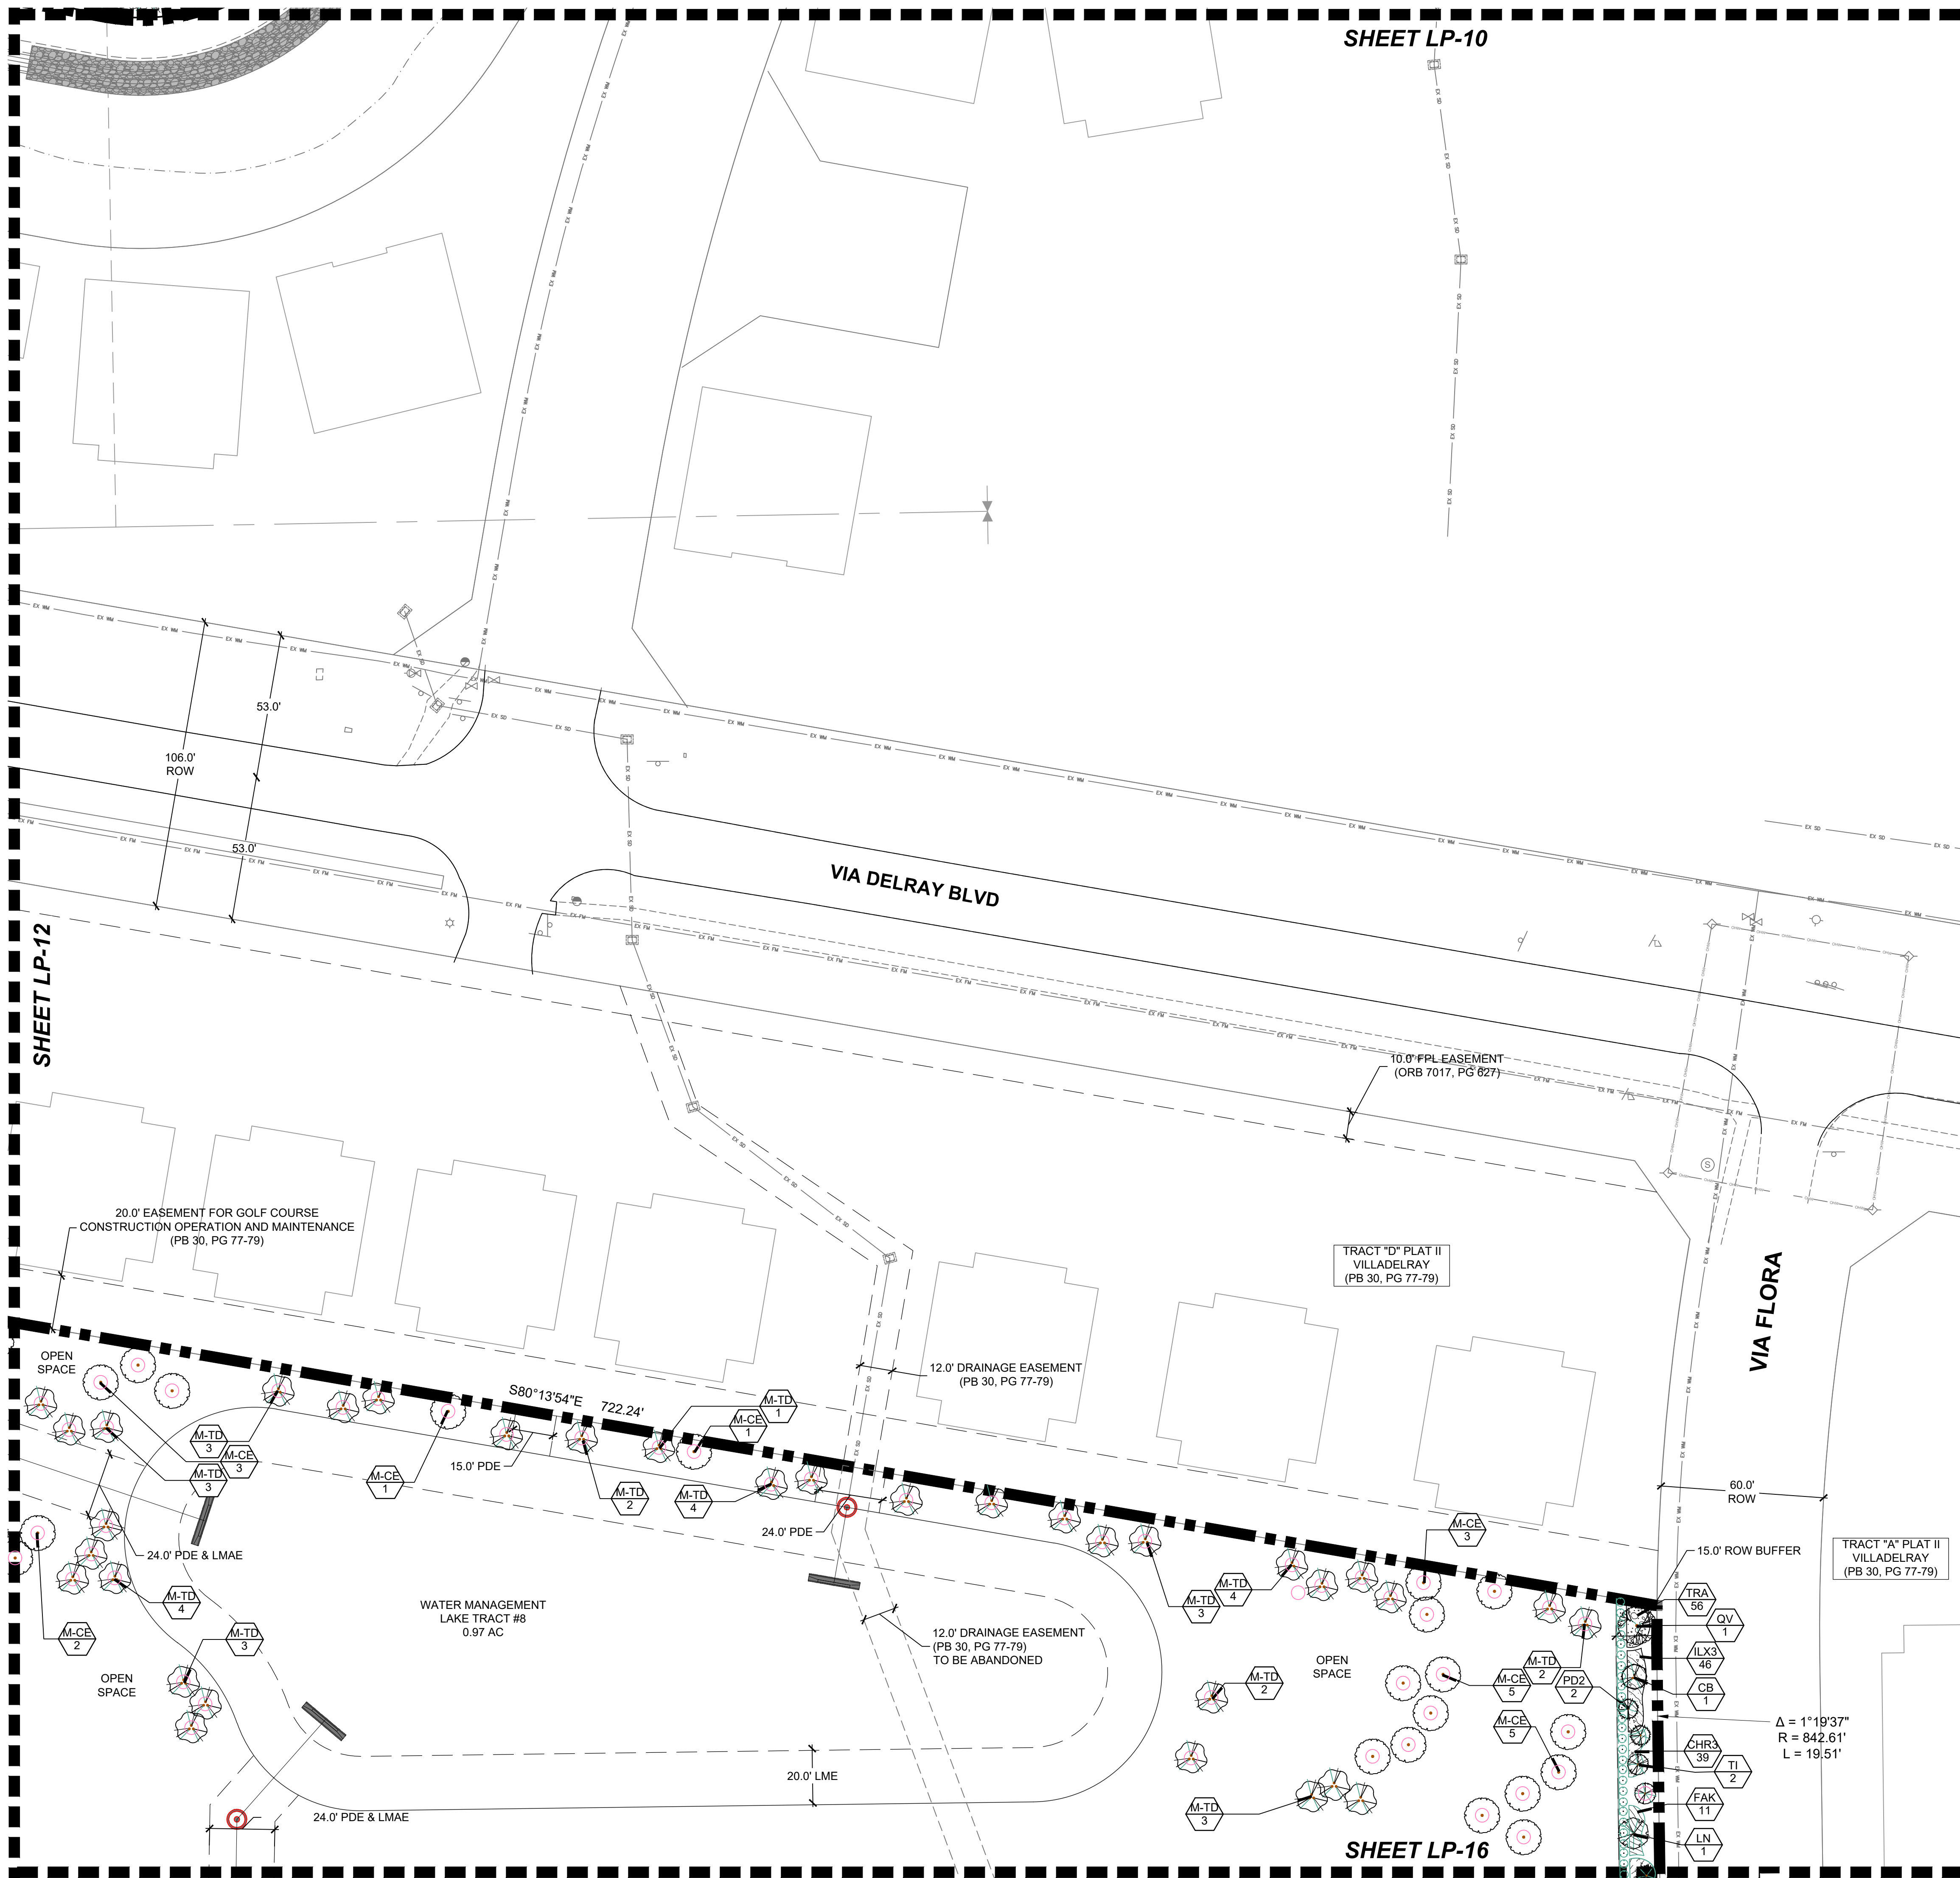 SHEET LP-10
SHEET LP-12
EX WM
EX SD
EX FM
53.0'
106.0'
ROW
53.0'
VIA DELRAY BLVD
10.0' FPL EASEMENT
(ORB 7017, PG 627)
S
20.0' EASEMENT FOR GOLF COURSE
CONSTRUCTION OPERATION AND MAINTENANCE
(PB 30, PG 77-79)
TRACT "D" PLAT II
VILLADELRAY
(PB 30, PG 77-79)
VIA FLORA
OPEN
SPACE
S80°13'54"E 722.24'
12.0' DRAINAGE EASEMENT
(PB 30, PG 77-79)
M-TD
1
M-CE
1
M-TD
3
M-CE
3
M-TD
3
15.0' PDE
M-CE
1
M-TD
2
M-TD
4
24.0' PDE
60.0'
ROW
M-CE
3
15.0' ROW BUFFER
TRACT "A" PLAT II
VILLADELRAY
(PB 30, PG 77-79)
24.0' PDE & LMAE
M-TD
4
M-CE
2
M-TD
3
OPEN
SPACE
WATER MANAGEMENT
LAKE TRACT #8
0.97 AC
12.0' DRAINAGE EASEMENT
(PB 30, PG 77-79)
TO BE ABANDONED
M-TD
3
M-TD
4
TRA
56
QV
1
ILX3
46
CB
1
OPEN
SPACE
M-TD
2
M-CE
5
M-TD
2
PD2
2
M-CE
5
Δ = 1°19'37"
R = 842.61'
L = 19.51'
CHR3
39
TI
2
FAK
11
LN
1
20.0' LME
M-TD
3
24.0' PDE & LMAE
SHEET LP-16